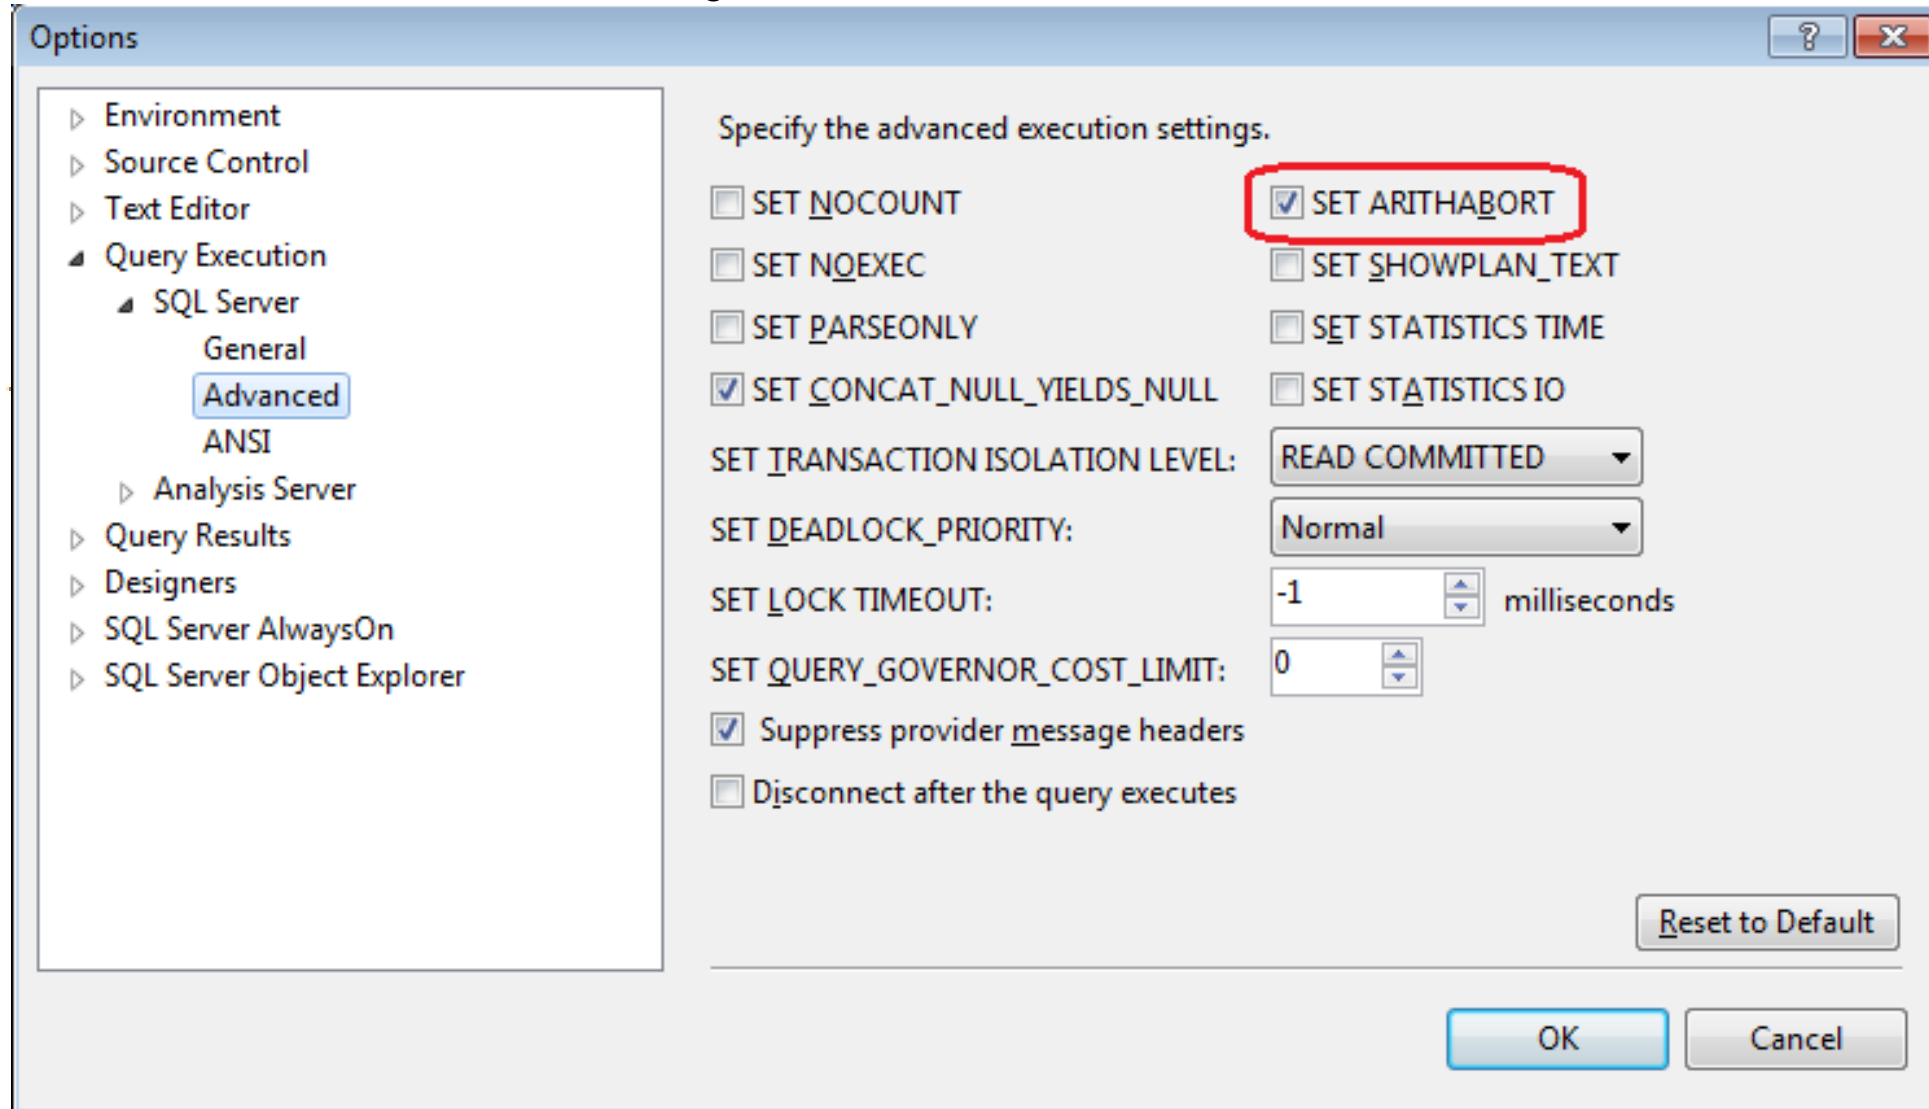 Options
Environment
Source Control
Text Editor
Query Execution
SQL Server
General
Advanced
ANSI
Analysis Server
Query Results
Designers
SQL Server AlwaysOn
SQL Server Object Explorer
Specify the advanced execution settings.
SET NOCOUNT
SET ARITHABORT
SET NOEXEC
SET SHOWPLAN_TEXT
SET PARSEONLY
SET STATISTICS TIME
SET CONCAT_NULL_YIELDS_NULL
SET STATISTICS IO
SET TRANSACTION ISOLATION LEVEL: READ COMMITTED
SET DEADLOCK_PRIORITY: Normal
SET LOCK TIMEOUT: -1 milliseconds
SET QUERY_GOVERNOR_COST_LIMIT: 0
Suppress provider message headers
Disconnect after the query executes
Reset to Default
OK
Cancel